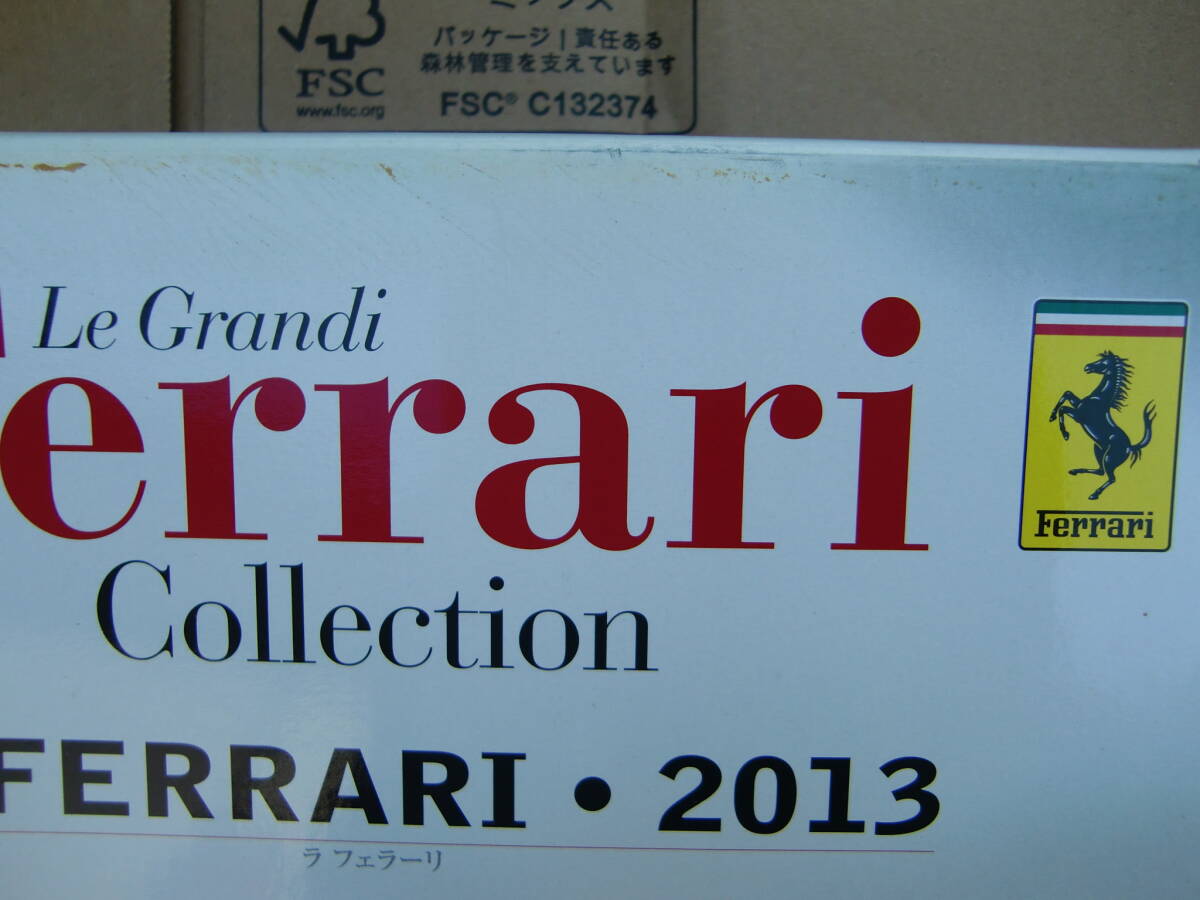 パッケージ | 責任ある
森林管理を支えています
FSC
www.fsc.org
FSC® C132374
Le Grandi
errari
Collection
Ferrari
FERRARI • 2013
ラ フェラーリ